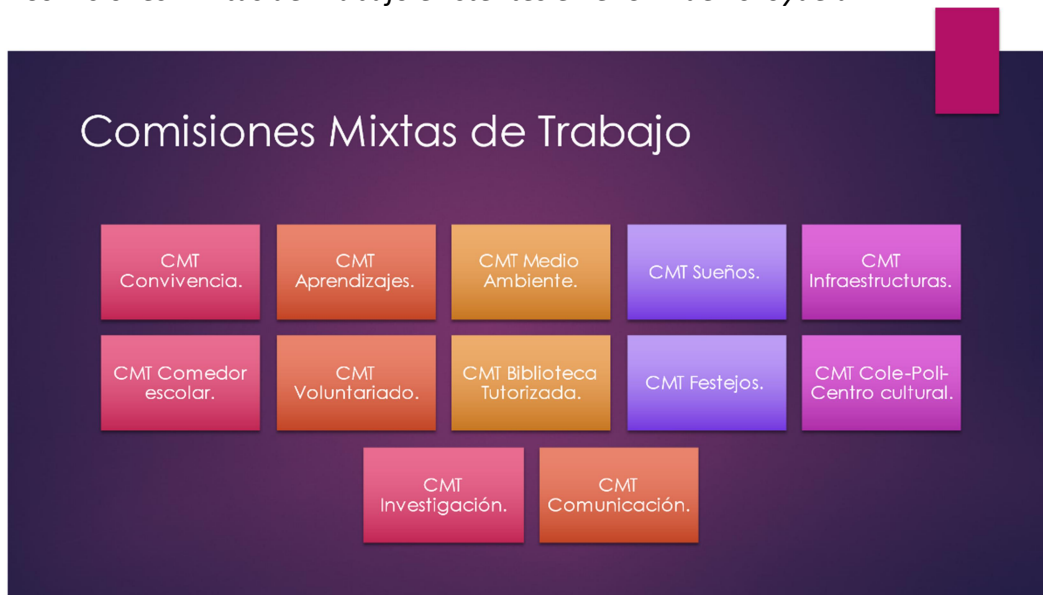 Comisiones Mixtas de Trabajo
CMT
Convivencia.
CMT
Aprendizajes.
CMT Medio
Ambiente.
CMT Sueños.
CMT
Infraestructuras.
CMT Comedor
escolar.
CMT
Voluntariado.
CMT Biblioteca
Tutorizada.
CMT Festejos.
CMT Cole-Poli-
Centro cultural.
CMT
Investigación.
CMT
Comunicación.